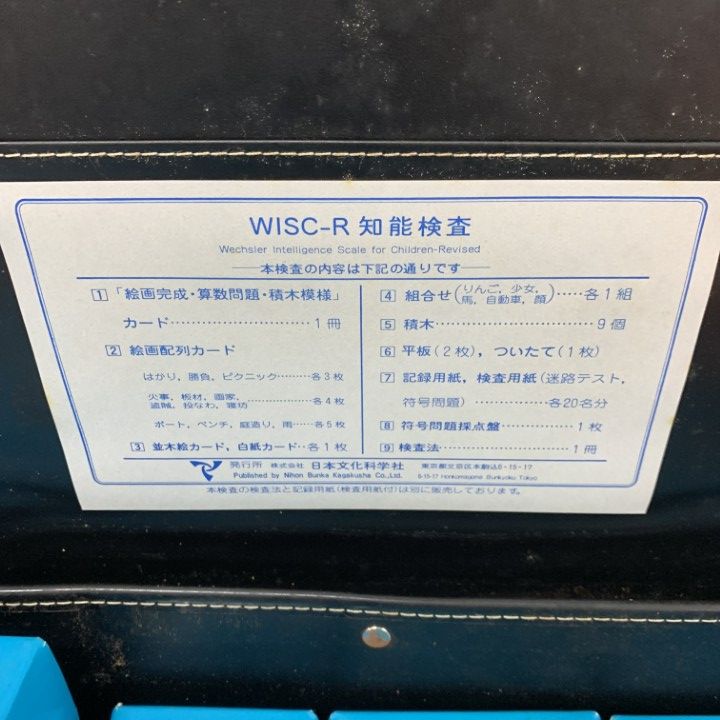 WISC-R 知能検査
Wechsler Intelligence Scale for Children-Revised
本検査の内容は下記の通りです
1 「絵画完成・算数問題・積木模様」
カード……………………1冊
2 絵画配列カード
はかり, 勝負, ピクニック………各3枚
火事, 板材, 画家,
盗賊, 投なわ, 寝坊……………各4枚
ボート, ベンチ, 庭造り, 雨……各5枚
3 並木絵カード, 白紙カード…各1枚
4 組合せ(りんご, 少女, 馬, 自動車, 顔)……各1組
5 積木……………………………9個
6 平板(2枚), ついたて(1枚)
7 記録用紙, 検査用紙(迷路テスト,
符号問題)………………各20名分
8 符号問題採点盤…………1枚
9 検査法……………………1冊
発行所 株式会社 日本文化科学社 東京都文京区本駒込6-15-17
Published by Nihon Bunka Kagakusha Co., Ltd. 6-15-17 Honkomagome Bunkyoku Tokyo
本検査の検査法と記録用紙(検査用紙付)は別に販売しております。